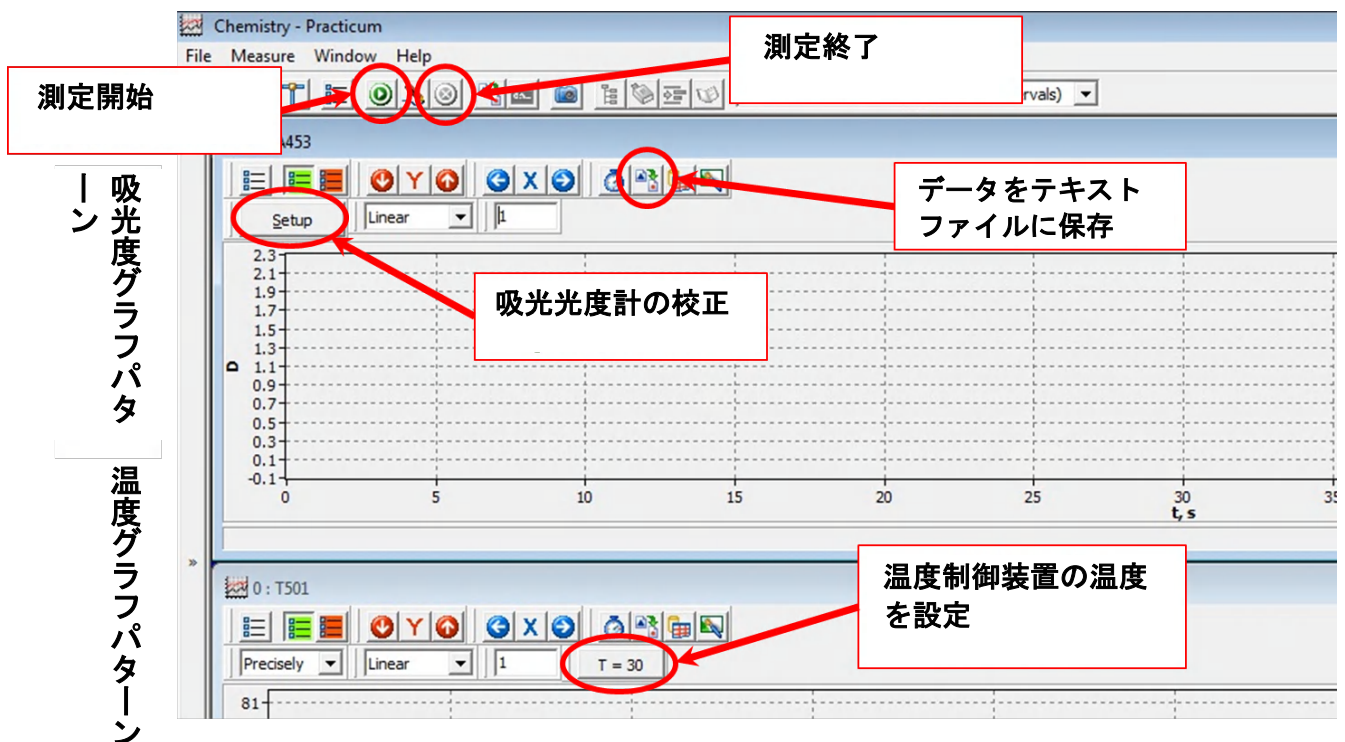 Chemistry - Practicum
File Measure Window Help
測定開始
測定終了
rvals)
A453
吸光度グラフパタ
ーン
データをテキスト
ファイルに保存
Setup
Linear
1
吸光光度計の校正
2.3
2.1
1.9
1.7
1.5
1.3
1.1
0.9
0.7
0.5
0.3
0.1
-0.1
D
0 5 10 15 20 25 30 35
t, s
温度グラフパターン
0 : T501
温度制御装置の温度
を設定
Y
X
Precisely
Linear
1
T = 30
81